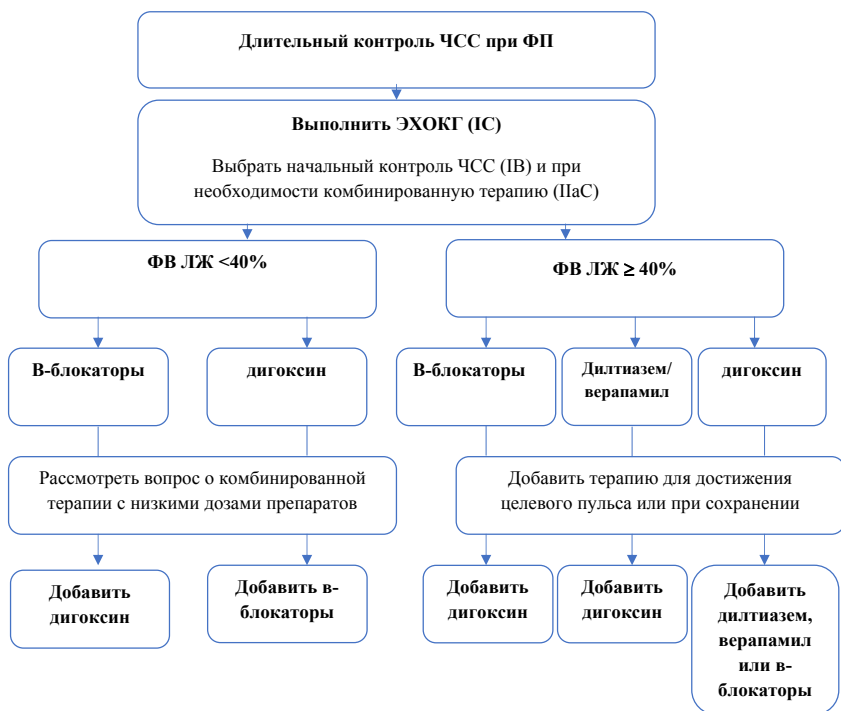 Длительный контроль ЧСС при ФП
Выполнить ЭХОКГ (IC)
Выбрать начальный контроль ЧСС (IB) и при
необходимости комбинированную терапию (IIaC)
ФВ ЛЖ <40%
ФВ ЛЖ ≥ 40%
В-блокаторы
дигоксин
В-блокаторы
Дилтиазем/
верапамил
дигоксин
Рассмотреть вопрос о комбинированной
терапии с низкими дозами препаратов
Добавить терапию для достижения
целевого пульса или при сохранении
Добавить
дигоксин
Добавить в-
блокаторы
Добавить
дигоксин
Добавить
дигоксин
Добавить
дилтиазем,
верапамил
или в-
блокаторы